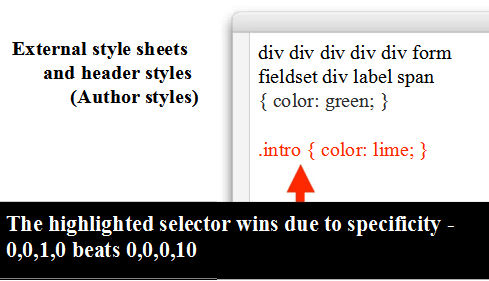 External style sheets
and header styles
(Author styles)
div div div div div form
fieldset div label span
{ color: green; }
.intro { color: lime; }
The highlighted selector wins due to specificity -
0,0,1,0 beats 0,0,0,10